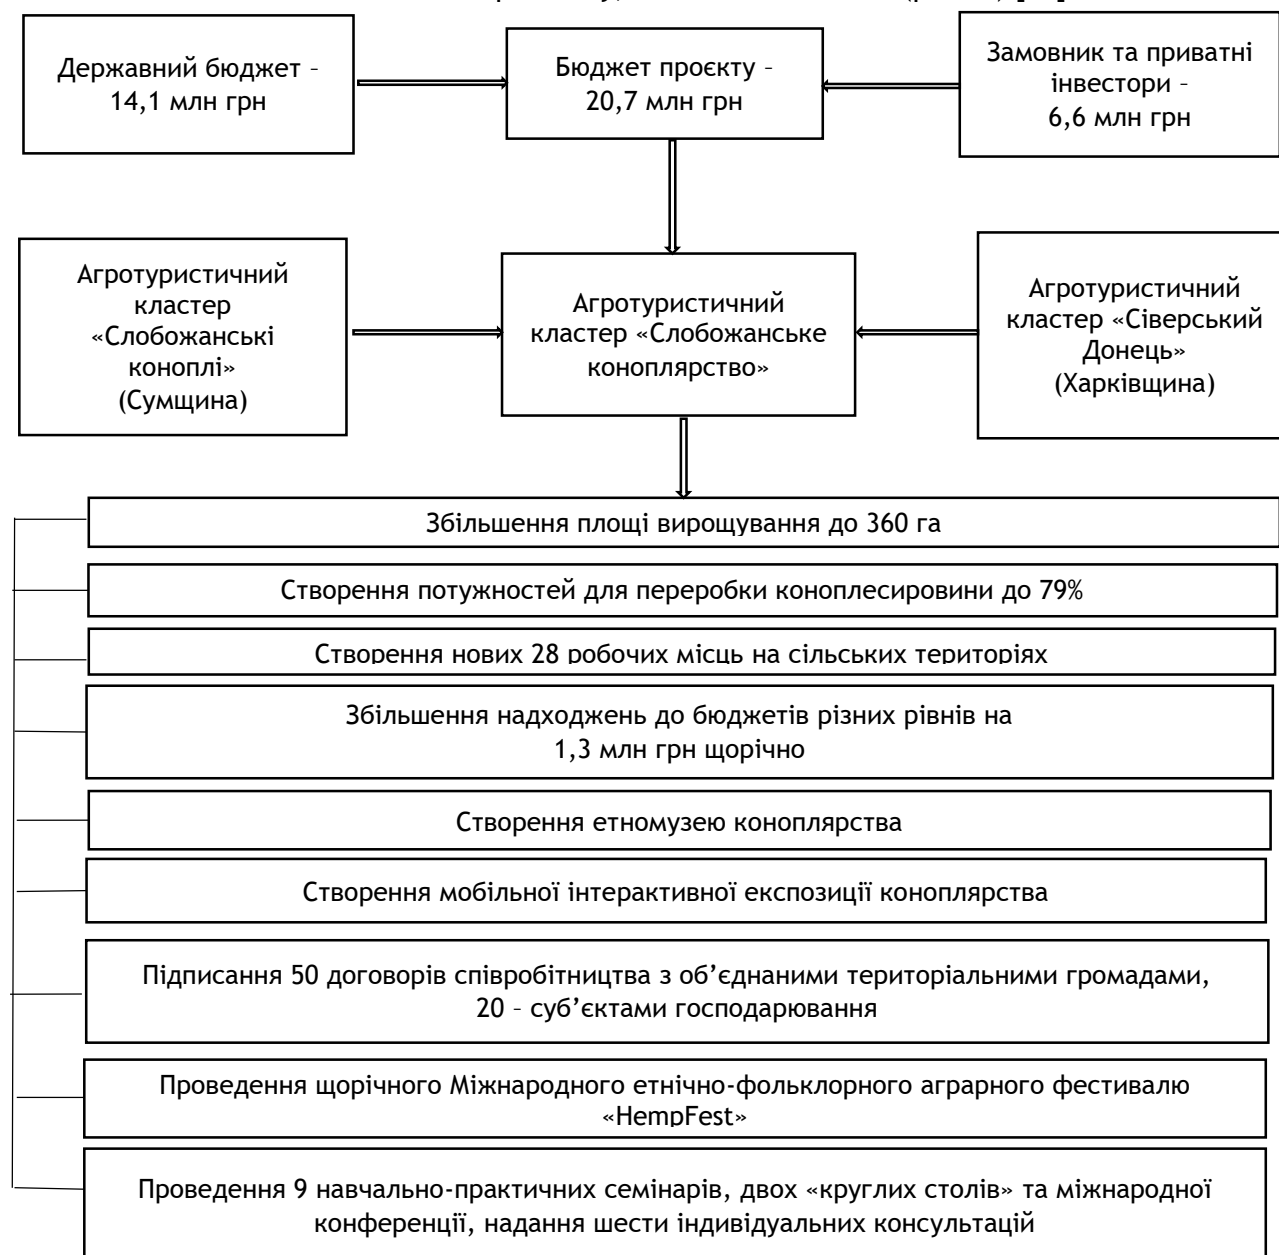 Державний бюджет –
14,1 млн грн
Бюджет проєкту –
20,7 млн грн
Замовник та приватні
інвестори –
6,6 млн грн
Агротуристичний
кластер
«Слобожанські
коноплі»
(Сумщина)
Агротуристичний
кластер «Слобожанське
коноплярство»
Агротуристичний
кластер «Сіверський
Донець»
(Харківщина)
Збільшення площі вирощування до 360 га
Створення потужностей для переробки коноплесировини до 79%
Створення нових 28 робочих місць на сільських територіях
Збільшення надходжень до бюджетів різних рівнів на
1,3 млн грн щорічно
Створення етномузею коноплярства
Створення мобільної інтерактивної експозиції коноплярства
Підписання 50 договорів співробітництва з об’єднаними територіальними громадами,
20 – суб’єктами господарювання
Проведення щорічного Міжнародного етнічно-фольклорного аграрного фестивалю
«HempFest»
Проведення 9 навчально-практичних семінарів, двох «круглих столів» та міжнародної
конференції, надання шести індивідуальних консультацій